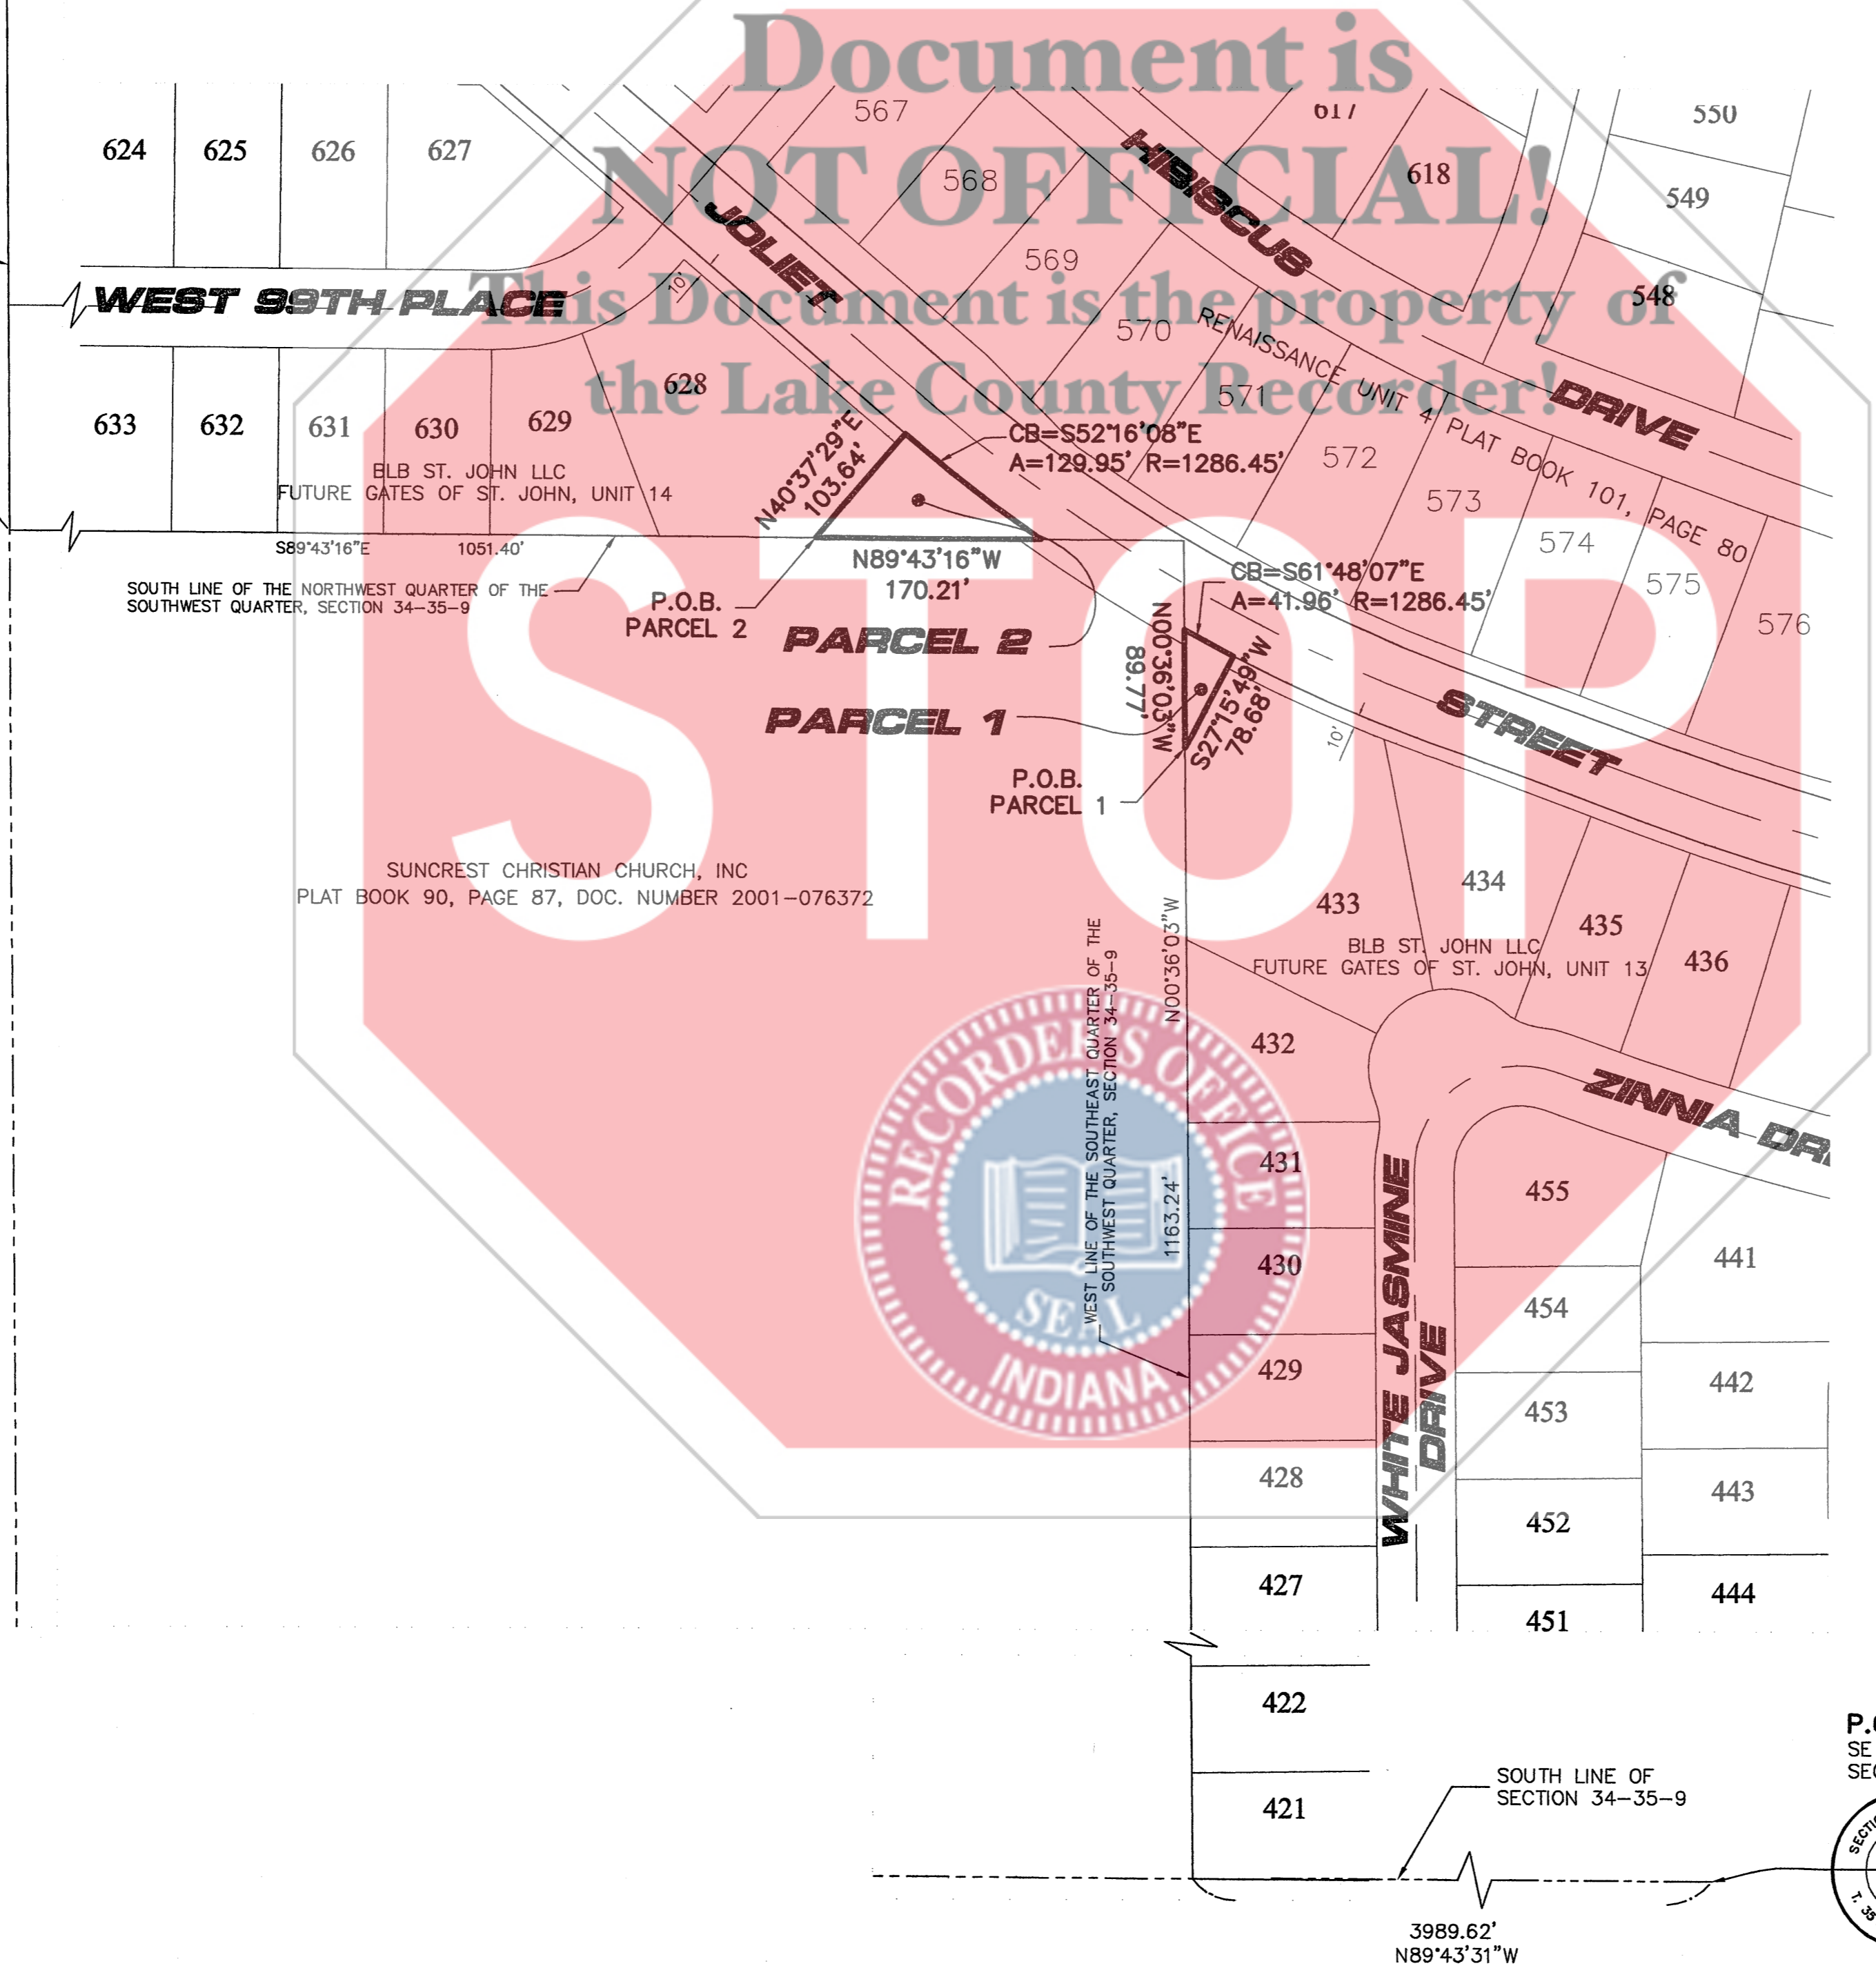 Document is
NOT OFFICIAL!
This Document is the property of
the Lake County Recorder!
STOP
567
617
550
624
625
626
627
568
HIBISCUS
618
549
JOLIET
569
WEST 99TH PLACE
10'
548
570
RENAISSANCE UNIT 4, PLAT BOOK 101, PAGE 80
571
DRIVE
633
632
631
630
629
628
BLB ST. JOHN LLC
FUTURE GATES OF ST. JOHN, UNIT 14
N40°37'29"E
103.64'
CB=S52°16'08"E
A=129.95' R=1286.45'
572
573
574
575
576
S89°43'16"E 1051.40'
N89°43'16"W
170.21'
SOUTH LINE OF THE NORTHWEST QUARTER OF THE
SOUTHWEST QUARTER, SECTION 34-35-9
P.O.B.
PARCEL 2
PARCEL 2
CB=S61°48'07"E
A=41.96' R=1286.45'
N00°36'03"W
89.77'
S27°15'49"W
78.68'
PARCEL 1
STREET
10'
P.O.B.
PARCEL 1
SUNCREST CHRISTIAN CHURCH, INC
PLAT BOOK 90, PAGE 87, DOC. NUMBER 2001-076372
433
434
435
436
BLB ST. JOHN LLC
FUTURE GATES OF ST. JOHN, UNIT 13
N00°36'03"W
1163.24'
WEST LINE OF THE SOUTHEAST QUARTER OF THE
SOUTHWEST QUARTER, SECTION 34-35-9
RECORDER'S OFFICE
SEAL
INDIANA
432
ZINNIA DRI
431
455
441
430
WHITE JASMINE
DRIVE
454
429
453
442
428
452
443
427
451
444
422
421
SOUTH LINE OF
SECTION 34-35-9
SE
3989.62'
N89°43'31"W